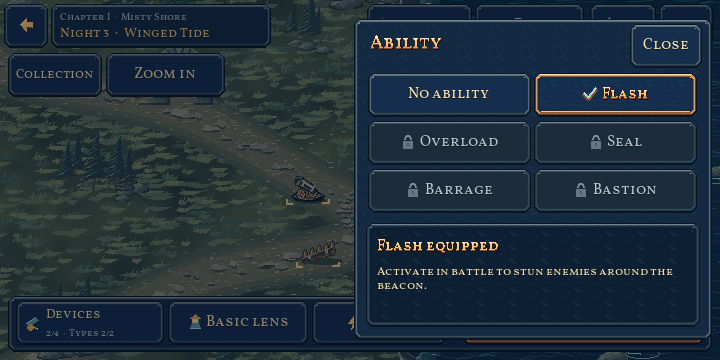 Chapter I · Misty Shore
Night 3 · Winged Tide
Collection
Zoom in
Ability
Close
No ability
Flash
Overload
Seal
Barrage
Bastion
Flash equipped
Activate in battle to stun enemies around the
beacon.
Devices
2/4 · Types 2/2
Basic lens